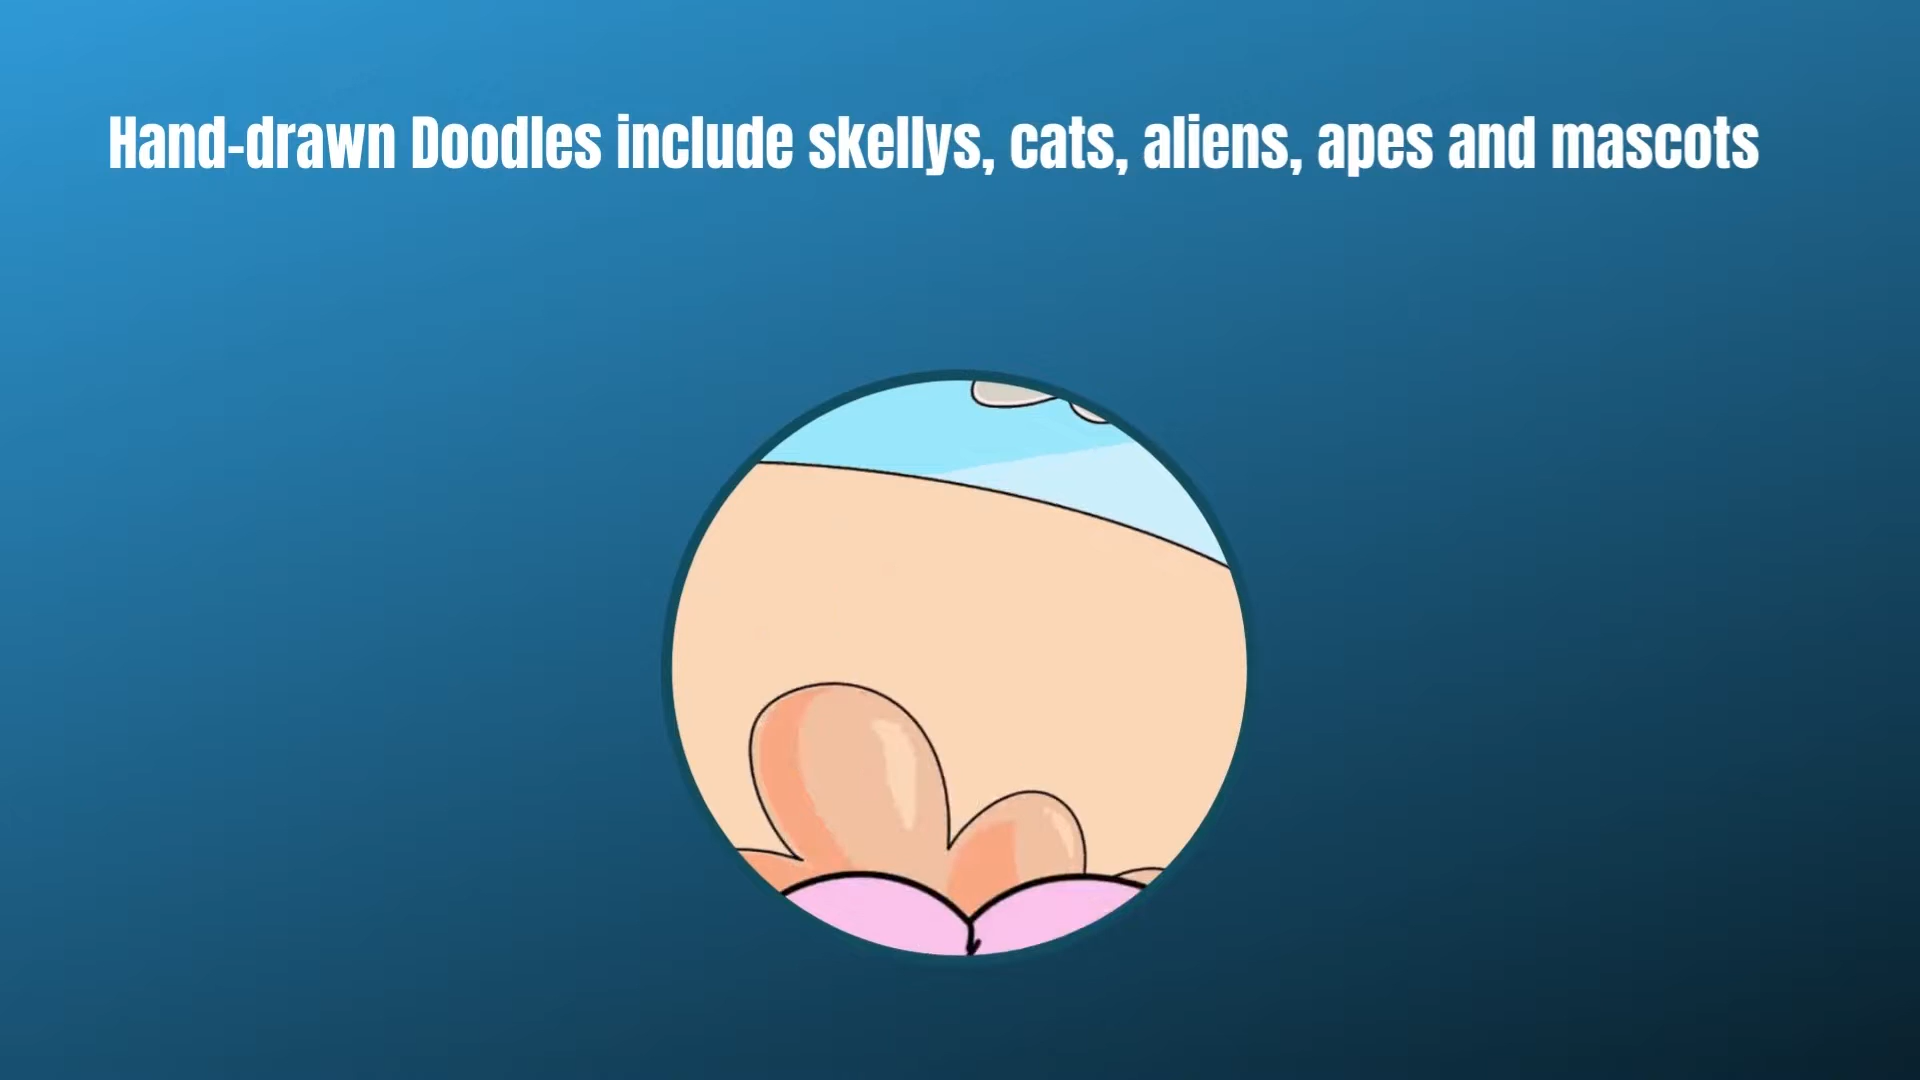 Hand-drawn Doodles include skellys, cats, aliens, apes and mascots